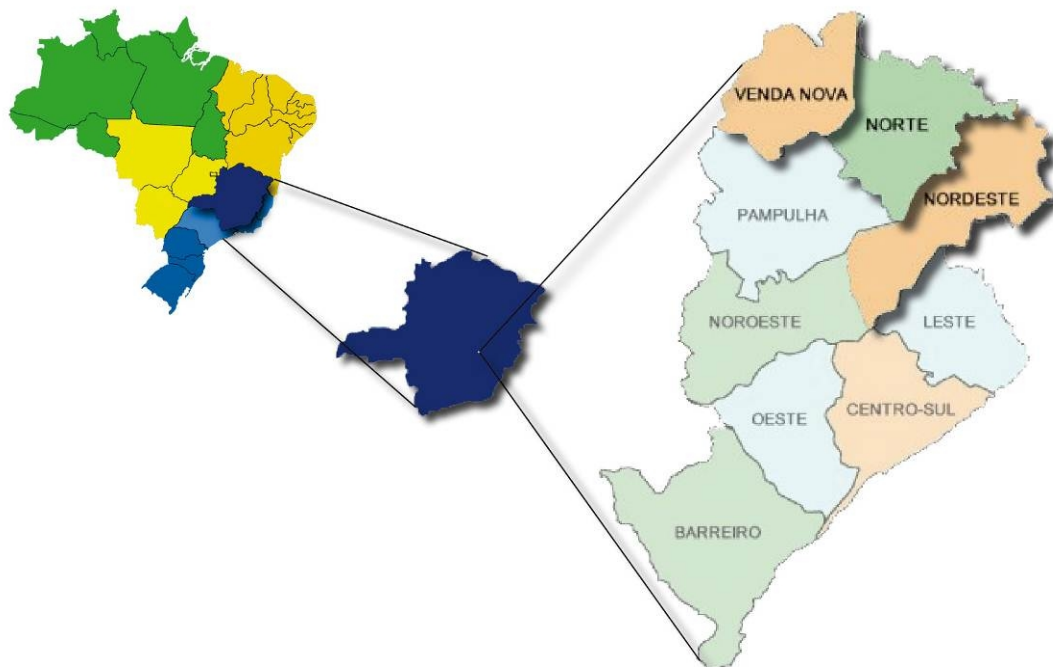 VENDA NOVA
NORTE
NORDESTE
PAMPULHA
NOROESTE
LESTE
OESTE
CENTRO-SUL
BARREIRO